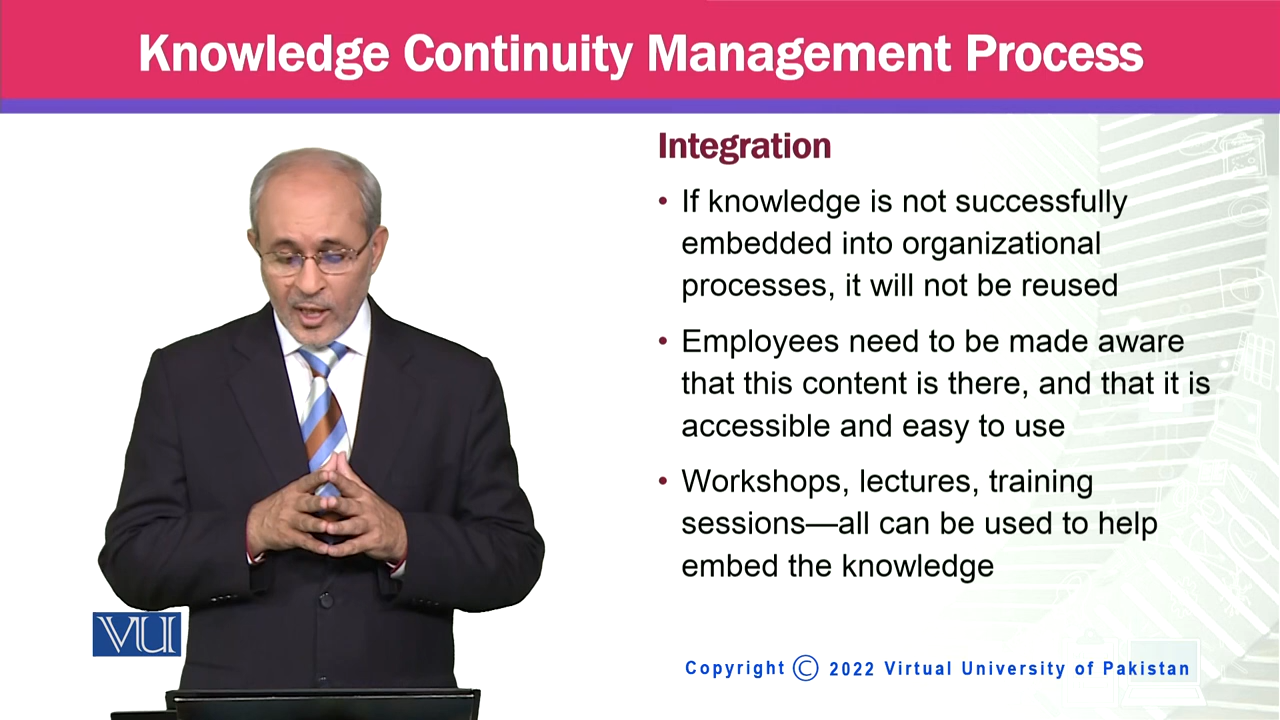 Knowledge Continuity Management Process
Integration
• If knowledge is not successfully
embedded into organizational
processes, it will not be reused
• Employees need to be made aware
that this content is there, and that it is
accessible and easy to use
• Workshops, lectures, training
sessions—all can be used to help
embed the knowledge
VU
Copyright © 2022 Virtual University of Pakistan